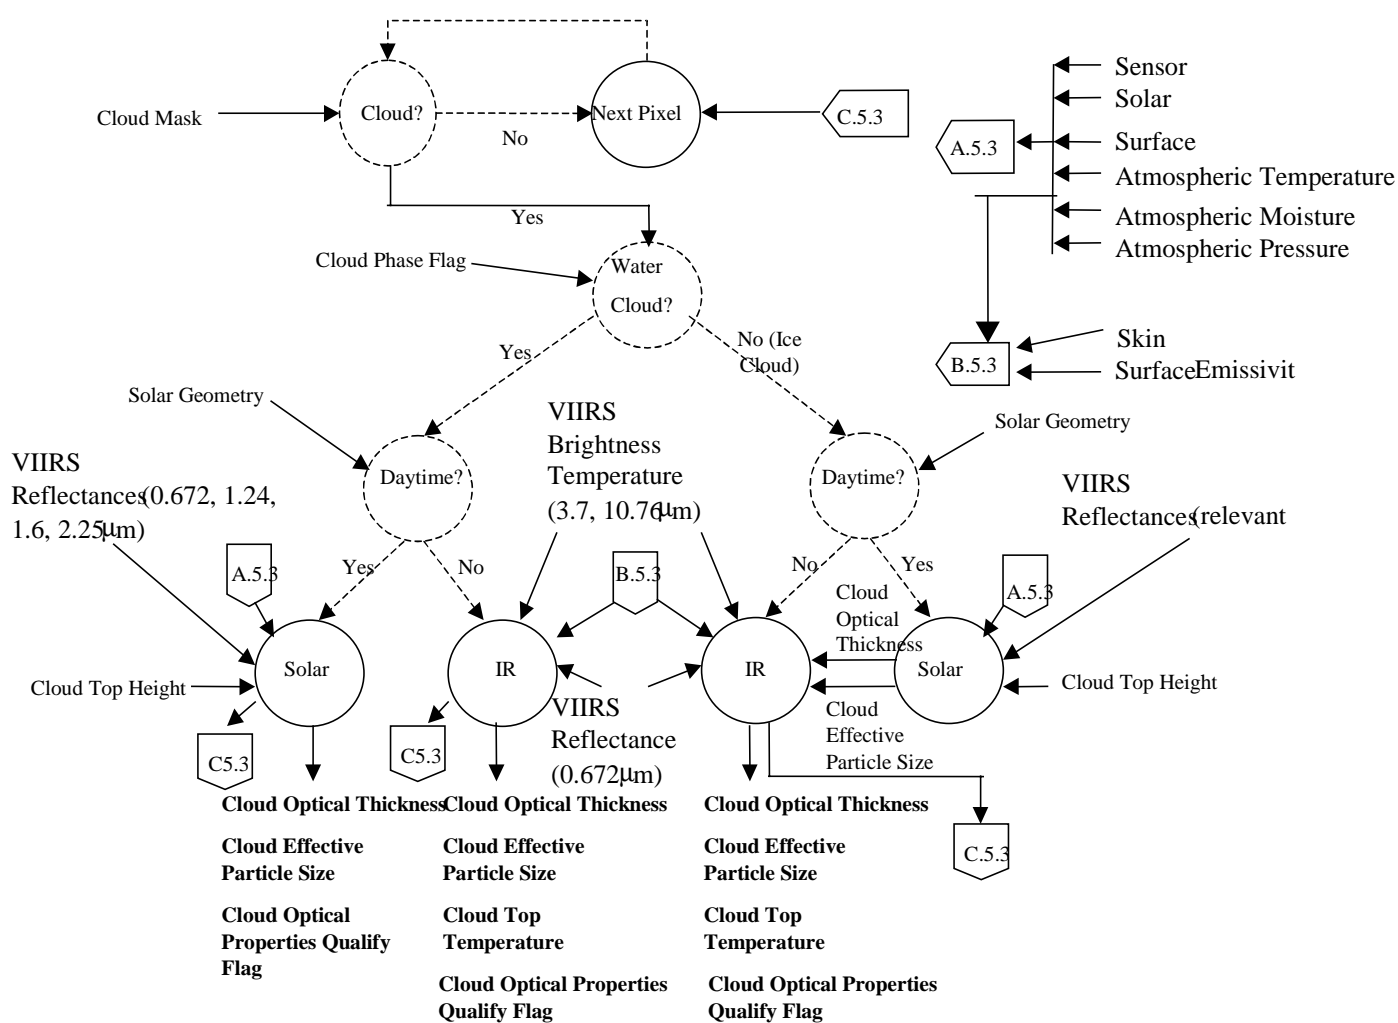 Sensor
Solar
Cloud Mask
Cloud?
Next Pixel
C.5.3
No
A.5.3
Surface
Atmospheric Temperature
Yes
Atmospheric Moisture
Atmospheric Pressure
Cloud Phase Flag
Water
Cloud?
Yes
No (Ice
Cloud)
B.5.3
Skin
SurfaceEmissivit
Solar Geometry
VIIRS
Brightness
Temperature
(3.7, 10.76μm)
Solar Geometry
VIIRS
Reflectances(0.672, 1.24,
1.6, 2.25μm)
Daytime?
Daytime?
VIIRS
Reflectances(relevant
A.5.3
Yes
No
B.5.3
No
Yes
Cloud
Optical
Thickness
A.5.3
Solar
IR
IR
Solar
Cloud Top Height
Cloud Top Height
C5.3
C5.3
VIIRS
Reflectance
(0.672μm)
Cloud
Effective
Particle Size
Cloud Optical Thickness
Cloud Effective
Particle Size
Cloud Optical
Properties Qualify
Flag
Cloud Optical Thickness
Cloud Effective
Particle Size
Cloud Top
Temperature
Cloud Optical Properties
Qualify Flag
Cloud Optical Thickness
Cloud Effective
Particle Size
Cloud Top
Temperature
Cloud Optical Properties
Qualify Flag
C.5.3